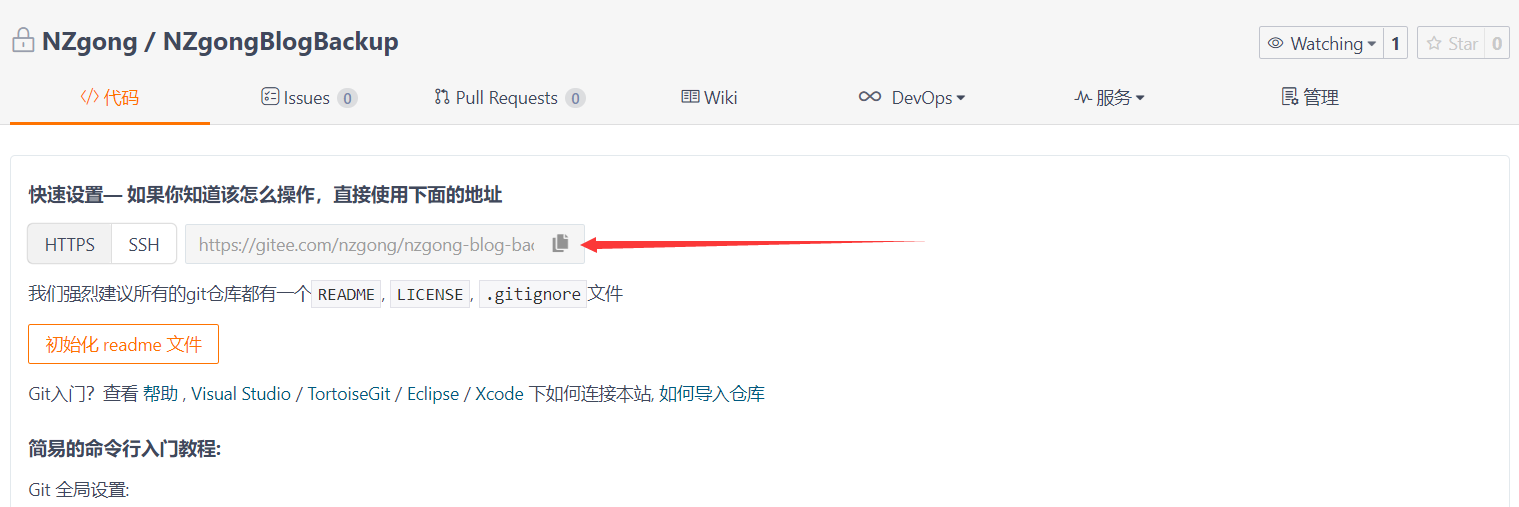 NZgong / NZgongBlogBackup
Watching 1 Star 0
代码 Issues 0 Pull Requests 0 Wiki DevOps 服务 管理
快速设置— 如果你知道该怎么操作，直接使用下面的地址
HTTPS SSH https://gitee.com/nzgong/nzgong-blog-bac
我们强烈建议所有的git仓库都有一个 README, LICENSE, .gitignore 文件
初始化 readme 文件
Git入门？查看 帮助 , Visual Studio / TortoiseGit / Eclipse / Xcode 下如何连接本站, 如何导入仓库
简易的命令行入门教程:
Git 全局设置: